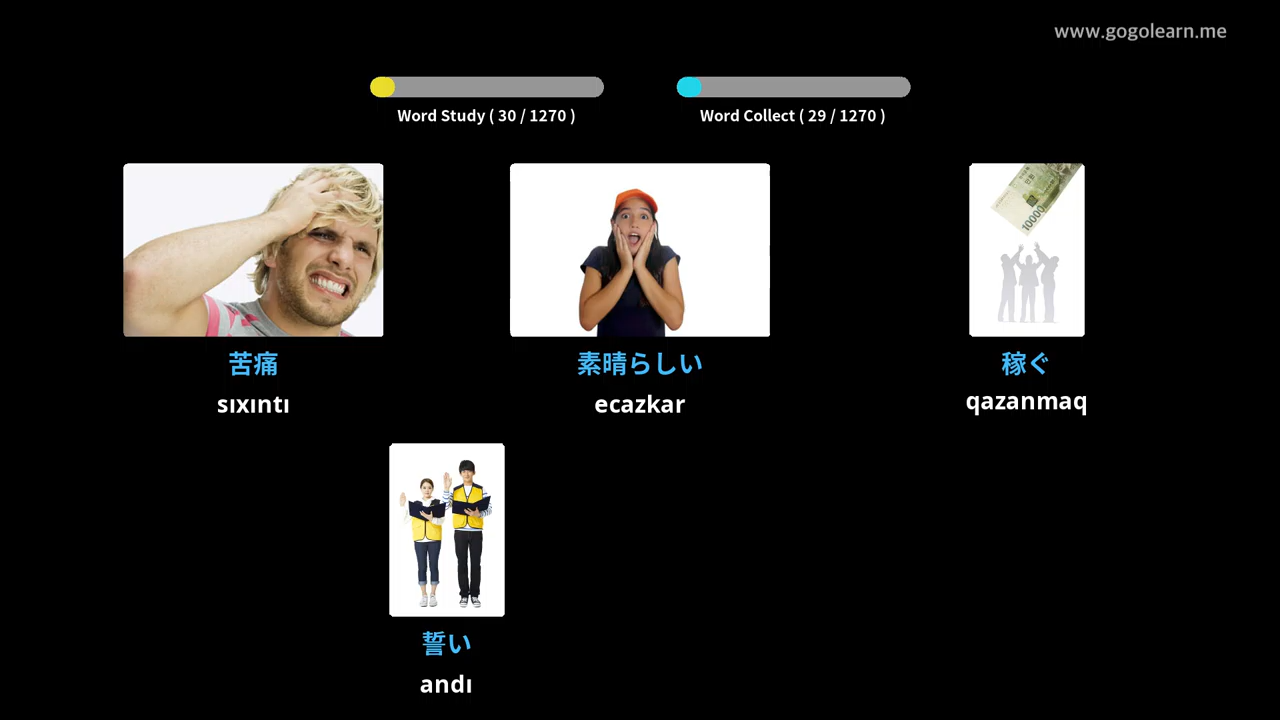 www.gogolearn.me
Word Study ( 30 / 1270 )
Word Collect ( 29 / 1270 )
10000
苦痛
sıxıntı
素晴らしい
ecazkar
稼ぐ
qazanmaq
誓い
andı